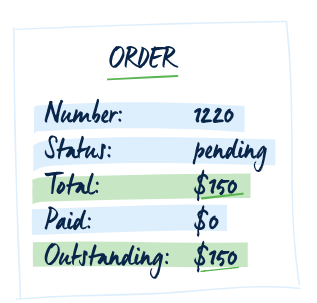 ORDER
Number: 1220
Status: pending
Total: $150
Paid: $0
Outstanding: $150